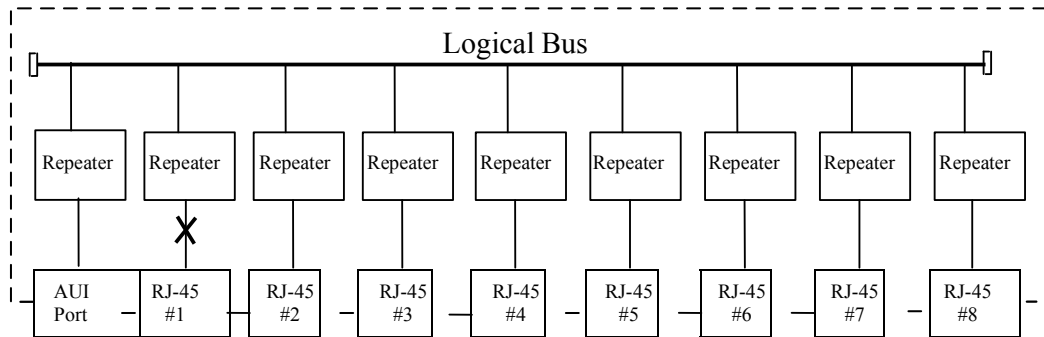 Logical Bus
Repeater Repeater Repeater Repeater Repeater Repeater Repeater Repeater Repeater
AUI Port
RJ-45 #1
RJ-45 #2
RJ-45 #3
RJ-45 #4
RJ-45 #5
RJ-45 #6
RJ-45 #7
RJ-45 #8